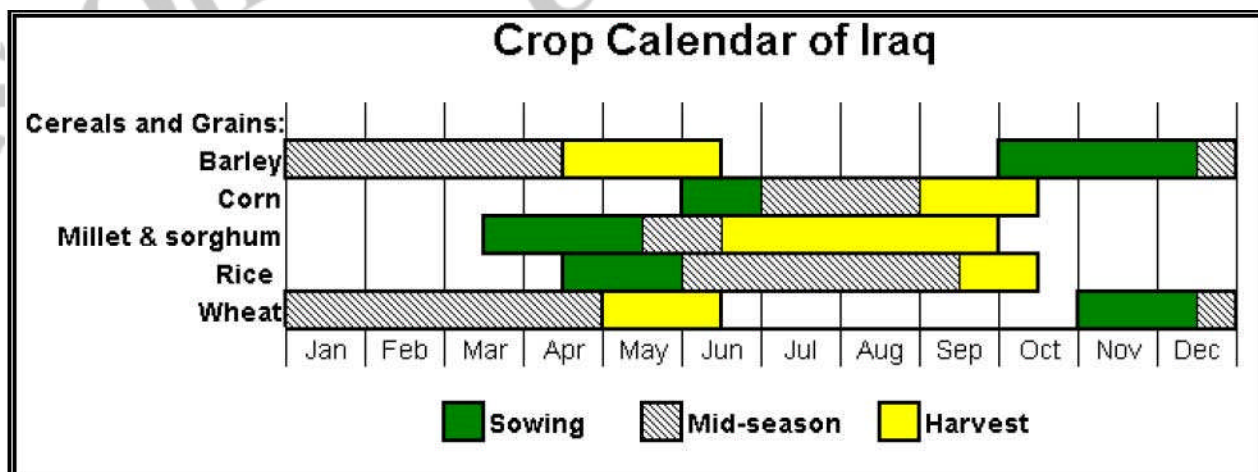 Crop Calendar of Iraq
Cereals and Grains:
Barley
Corn
Millet & sorghum
Rice
Wheat
Jan Feb Mar Apr May Jun Jul Aug Sep Oct Nov Dec
Sowing Mid-season Harvest